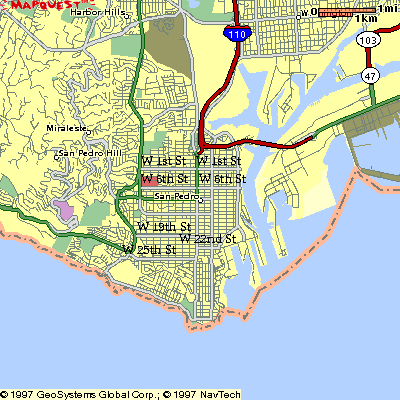 MAPQUEST
Harbor Hills
W
0
1mi
1km
110
103
47
Miraleste
San Pedro Hill
W 1st St
W 1st St
W 6th St
W 6th St
San Pedro
W 19th St
W 22nd St
W 25th St
© 1997 GeoSystems Global Corp.; © 1997 NavTech